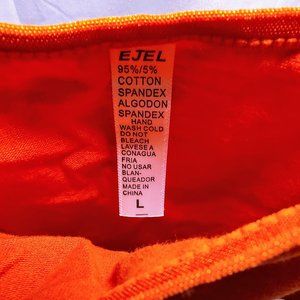 EJEL
95%/5%
COTTON
SPANDEX
ALGODON
SPANDEX
HAND
WASH COLD
DO NOT
BLEACH
LAVESE A
CONAGUA
FRIA
NO USAR
BLAN-
QUEADOR
MADE IN
CHINA
L